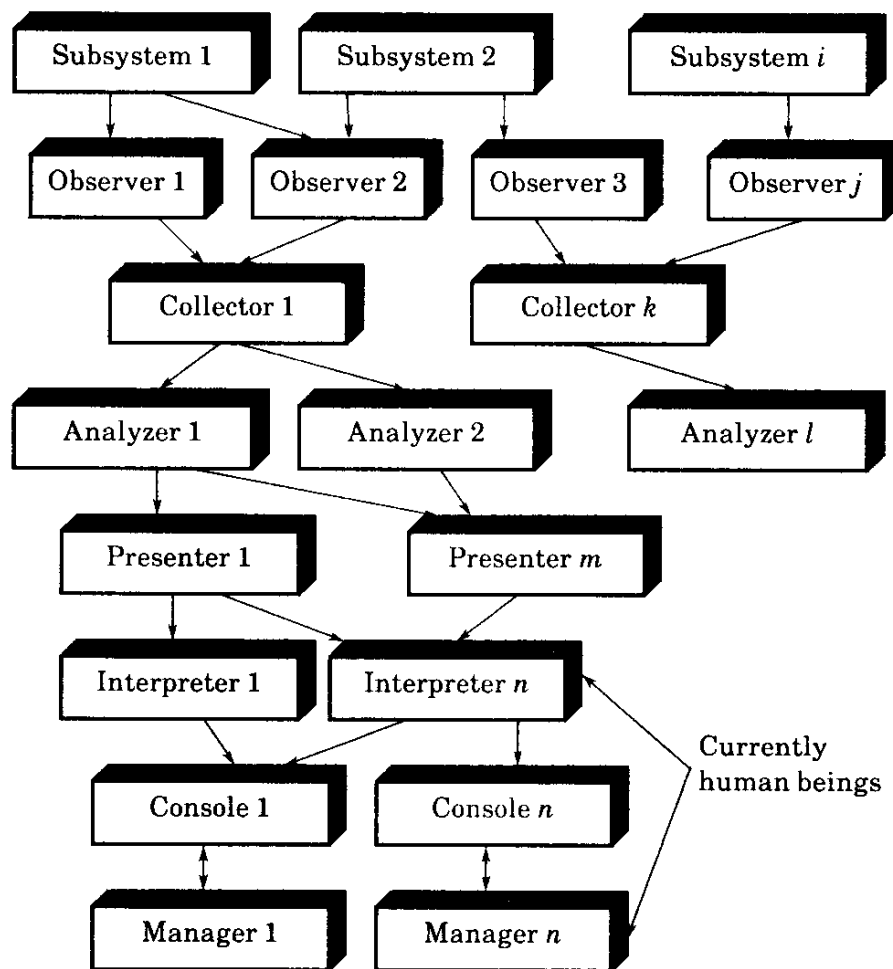 Subsystem 1
Subsystem 2
Subsystem i
Observer 1
Observer 2
Observer 3
Observer j
Collector 1
Collector k
Analyzer 1
Analyzer 2
Analyzer l
Presenter 1
Presenter m
Interpreter 1
Interpreter n
Currently
human beings
Console 1
Console n
Manager 1
Manager n